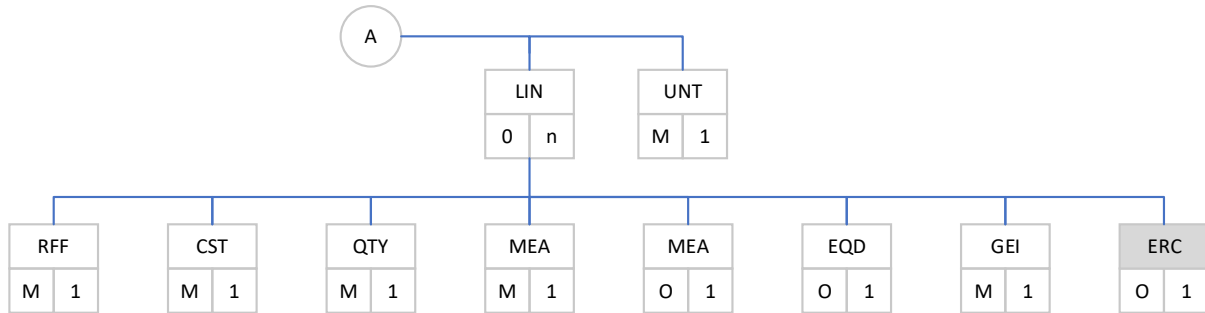 A
LIN UNT
0 n M 1
RFF CST QTY MEA MEA EQD GEI ERC
M 1 M 1 M 1 M 1 O 1 O 1 M 1 O 1